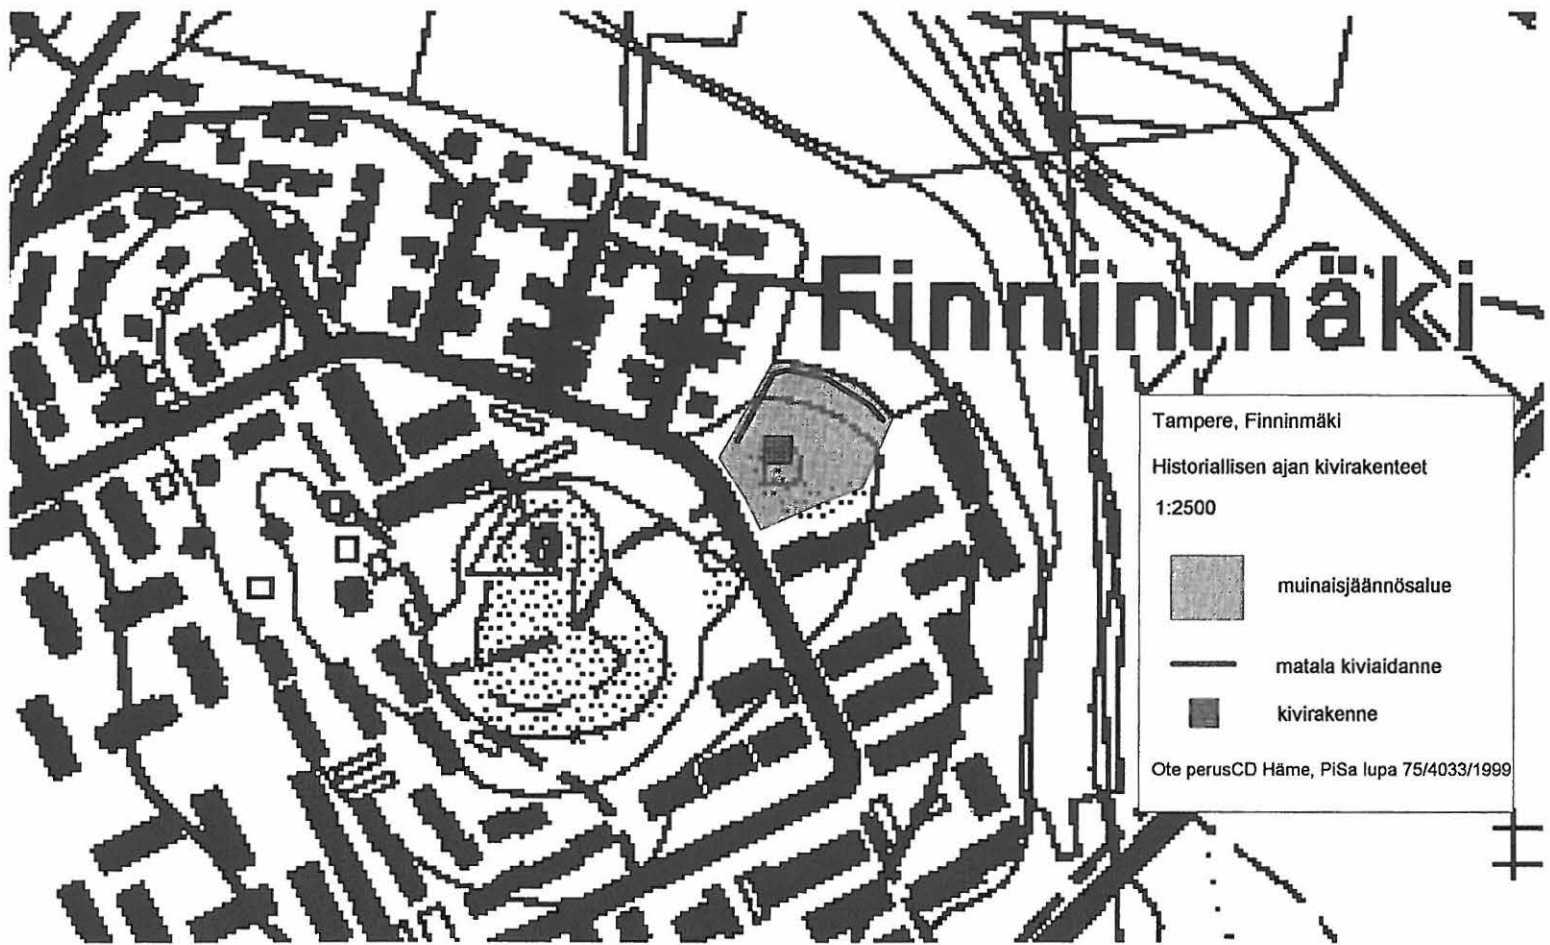 Finninmäki
Tampere, Finninmäki
Historiallisen ajan kivirakenteet
1:2500
muinaisjäännösalue
matala kiviaidanne
kivirakenne
Ote perusCD Häme, PiSa lupa 75/4033/1999